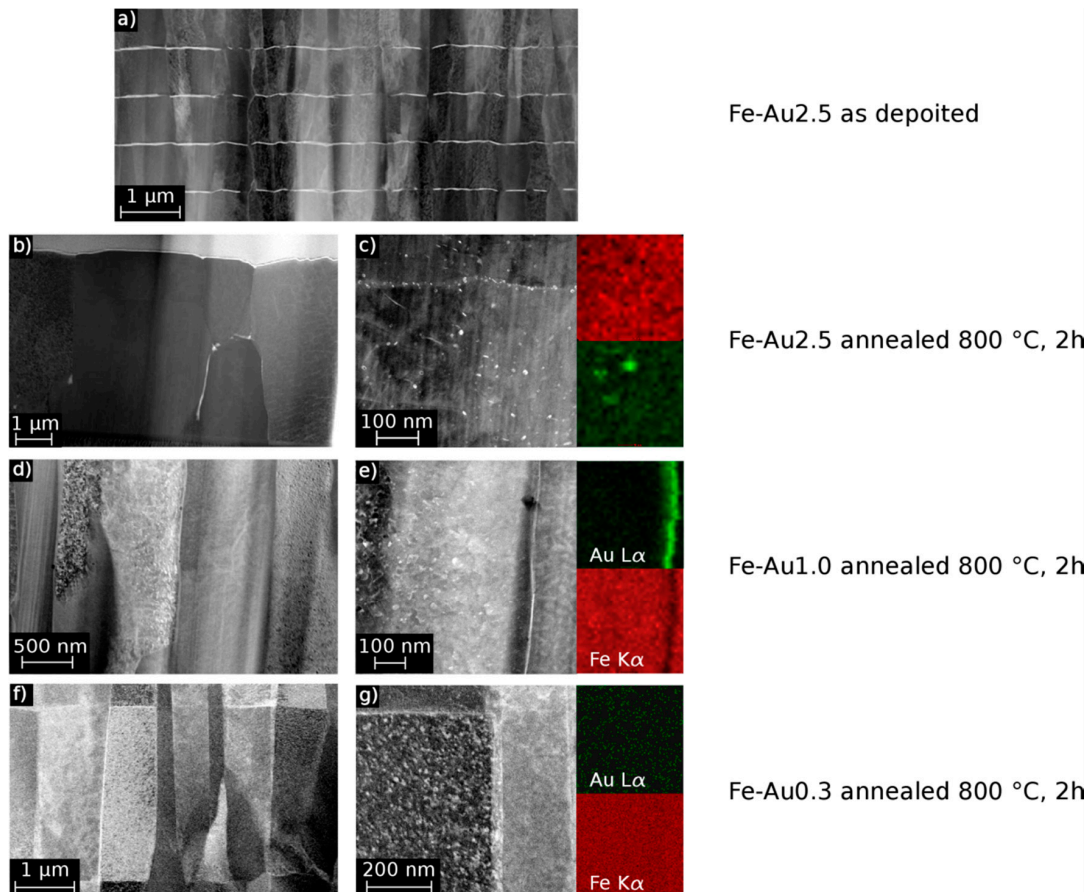 a)
1 µm
Fe-Au2.5 as depoited
b)
1 µm
c)
100 nm
Fe-Au2.5 annealed 800 °C, 2h
d)
500 nm
e)
100 nm
Au Lα
Fe Kα
Fe-Au1.0 annealed 800 °C, 2h
f)
1 µm
g)
200 nm
Au Lα
Fe Kα
Fe-Au0.3 annealed 800 °C, 2h